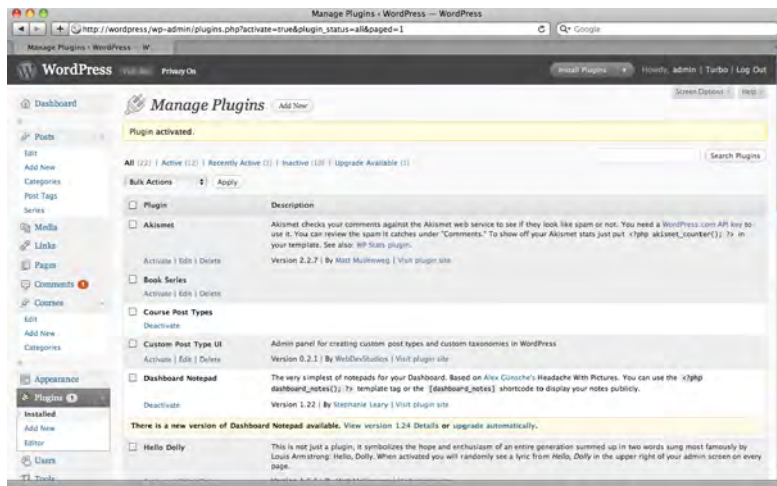 Manage Plugins ‹ WordPress — WordPress
http://wordpress/wp-admin/plugins.php?activate=true&plugin_status=all&paged=1
Google
Manage Plugins ‹ WordPress — W...
WordPress
Privacy On
Install Plugins
Howdy, admin | Turbo | Log Out
Screen Options
Help
Dashboard
Manage Plugins
Add New
Plugin activated.
Posts
Edit
Add New
Categories
Post Tags
Series
Media
Links
Pages
Comments
Courses
Edit
Add New
Categories
Appearance
Plugins 1
Installed
Add New
Editor
Users
Tools
Search Plugins
All (22) | Active (12) | Recently Active (1) | Inactive (10) | Upgrade Available (1)
Bulk Actions
Apply
Plugin
Description
Akismet
Akismet checks your comments against the Akismet web service to see if they look like spam or not. You need a WordPress.com API key to
use it. You can review the spam it catches under "Comments." To show off your Akismet stats just put <?php akismet_counter(); ?> in
your template. See also: WP Stats plugin.
Activate | Edit | Delete
Version 2.2.7 | By Matt Mullenweg | Visit plugin site
Book Series
Activate | Edit | Delete
Course Post Types
Deactivate
Custom Post Type UI
Admin panel for creating custom post types and custom taxonomies in WordPress
Activate | Edit | Delete
Version 0.2.1 | By WebDevStudios | Visit plugin site
Dashboard Notepad
The very simplest of notepads for your Dashboard. Based on Alex Günsche's Headache With Pictures. You can use the <?php
dashboard_notes(); ?> template tag or the [dashboard_notes] shortcode to display your notes publicly.
Deactivate
Version 1.22 | By Stephanie Leary | Visit plugin site
There is a new version of Dashboard Notepad available. View version 1.24 Details or upgrade automatically.
Hello Dolly
This is not just a plugin, it symbolizes the hope and enthusiasm of an entire generation summed up in two words sung most famously by
Louis Armstrong: Hello, Dolly. When activated you will randomly see a lyric from Hello, Dolly in the upper right of your admin screen on every
page.